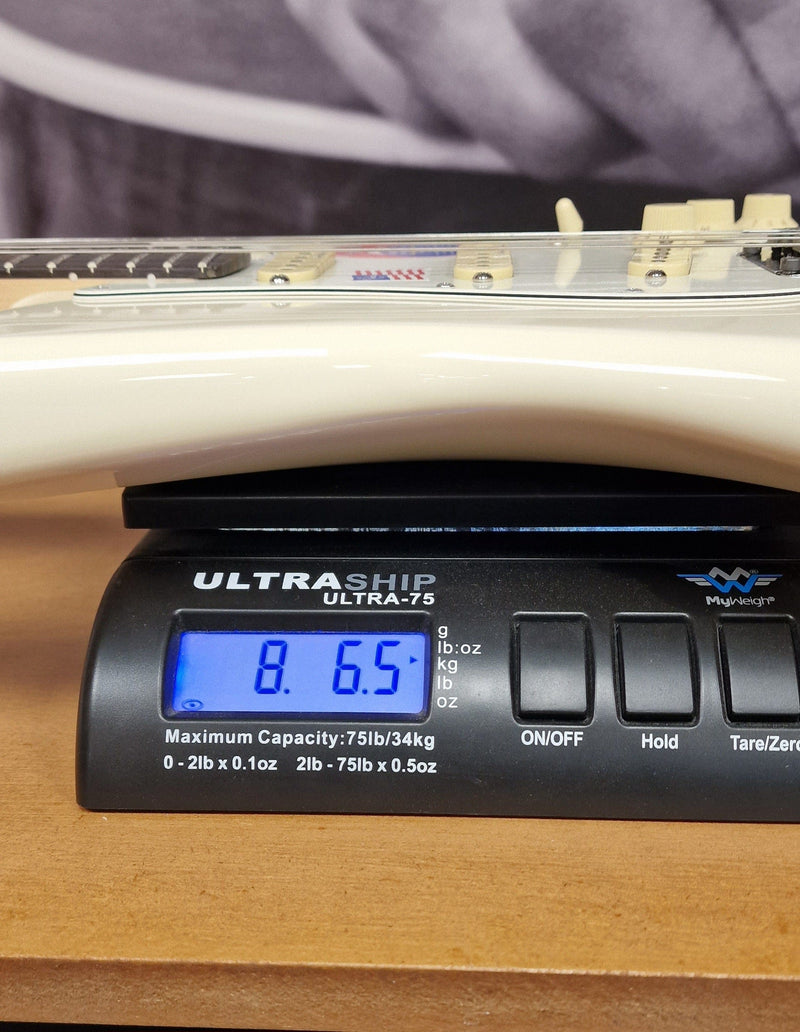 ULTRASHIP
ULTRA-75
MyWeigh®
8. 6.5
g
lb:oz
kg
lb
oz
ON/OFF
Hold
Tare/Zero
Maximum Capacity:75lb/34kg
0 - 2lb x 0.1oz 2lb - 75lb x 0.5oz